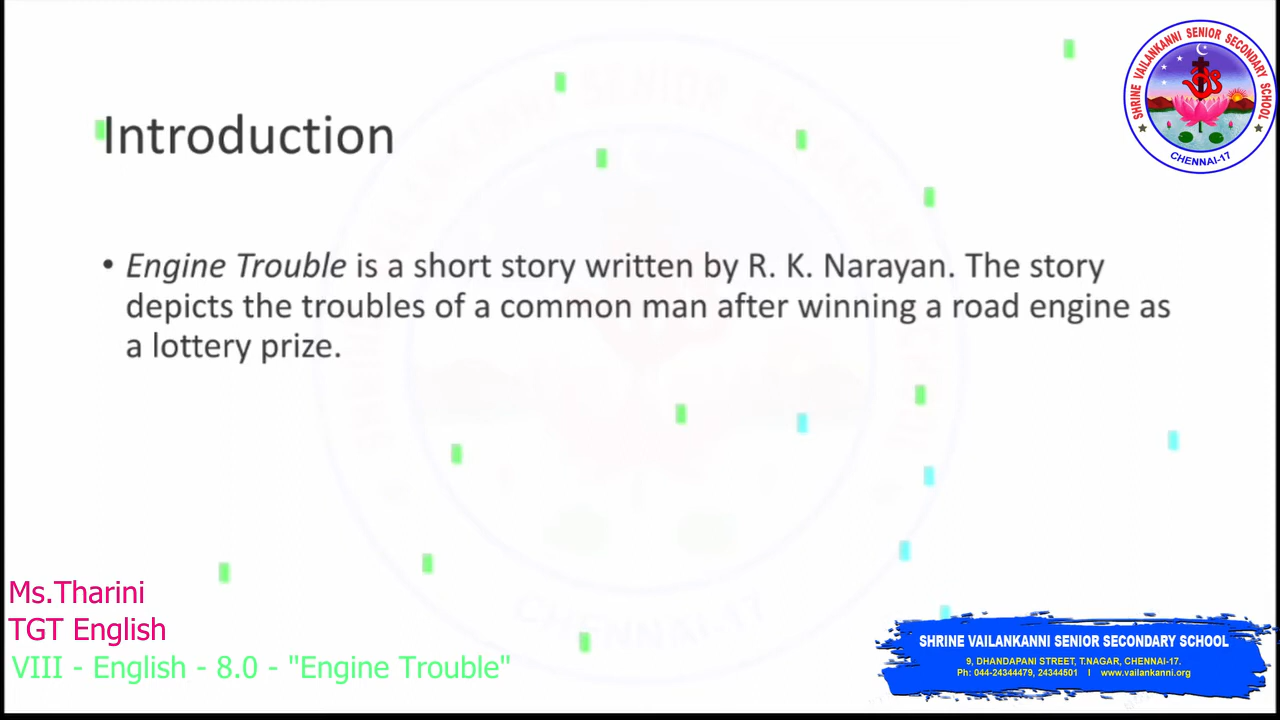 SHRINE VAILANKANNI SENIOR SECONDARY SCHOOL
CHENNAI-17
Introduction
• Engine Trouble is a short story written by R. K. Narayan. The story
depicts the troubles of a common man after winning a road engine as
a lottery prize.
Ms.Tharini
TGT English
VIII - English - 8.0 - "Engine Trouble"
SHRINE VAILANKANNI SENIOR SECONDARY SCHOOL
9, DHANDAPANI STREET, T.NAGAR, CHENNAI-17.
Ph: 044-24344479, 24344501 I www.vailankanni.org